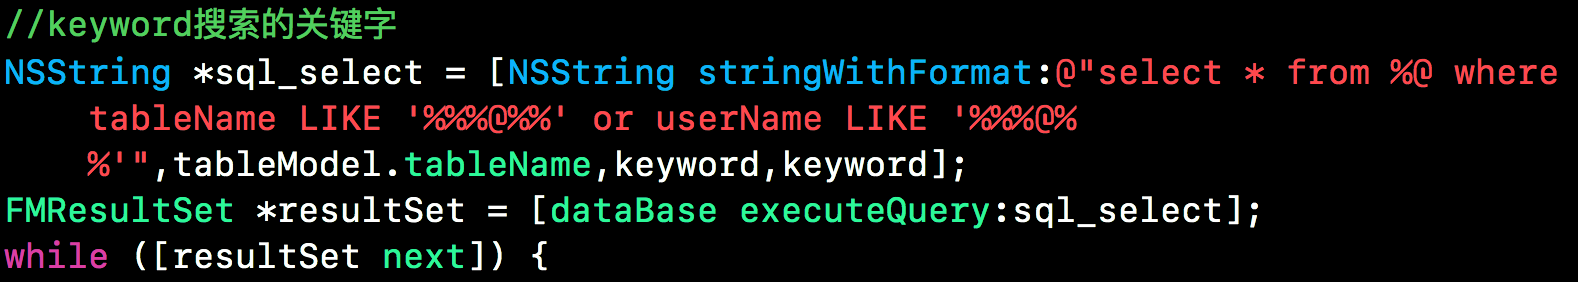 //keyword搜索的关键字
NSString *sql_select = [NSString stringWithFormat:@"select * from %@ where
tableName LIKE '%%%@%%' or userName LIKE '%%%@%
%'",tableModel.tableName,keyword,keyword];
FMResultSet *resultSet = [dataBase executeQuery:sql_select];
while ([resultSet next]) {